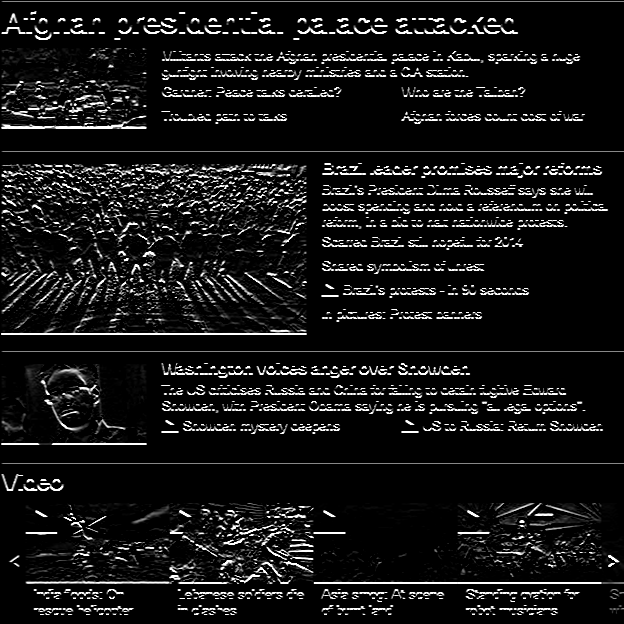 Afghan presidential palace attacked
Militants attack the Afghan presidential palace in Kabul, sparking a huge
gunfight involving nearby ministries and a CIA station.
Gardner: Peace talks derailed?
Who are the Taliban?
Troubled path to talks
Afghan forces count cost of war
Brazil leader promises major reforms
Brazil's President Dilma Rousseff says she will
boost spending and hold a referendum on political
reform, in a bid to halt nationwide protests.
Scarred Brazil still hopeful for 2014
Shared symbolism of unrest
Brazil's protests - in 90 seconds
In pictures: Protest banners
Washington voices anger over Snowden
The US criticises Russia and China for failing to detain fugitive Edward
Snowden, with President Obama saying he is pursuing "all legal options".
Snowden mystery deepens
US to Russia: Return Snowden
Video
India floods: On
rescue helicopter
Lebanese soldiers die
in clashes
Asia smog: At scene
of burnt land
Standing ovation for
robot musicians